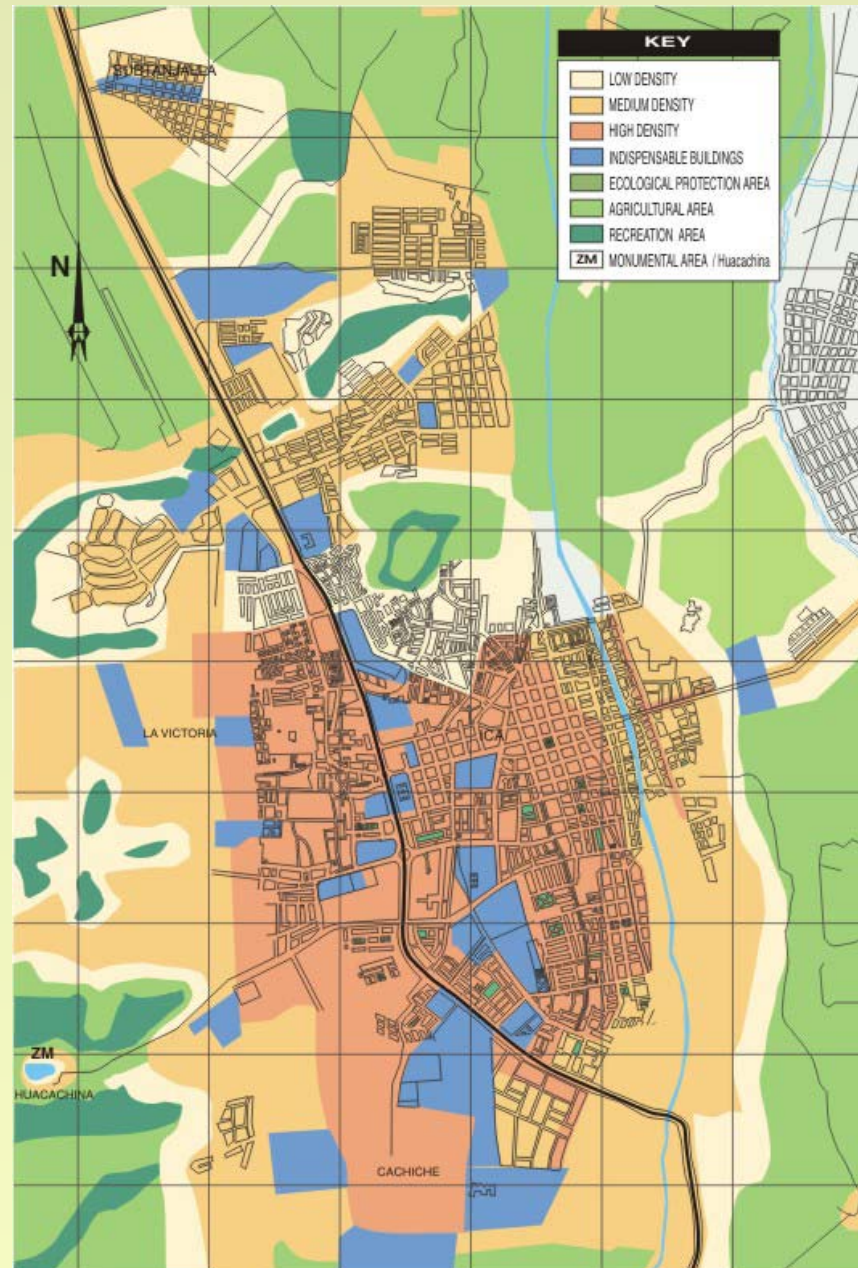 KEY
LOW DENSITY
MEDIUM DENSITY
HIGH DENSITY
INDISPENSABLE BUILDINGS
ECOLOGICAL PROTECTION AREA
AGRICULTURAL AREA
RECREATION AREA
ZM MONUMENTAL AREA / Huacachina
SUBTANJALLA
N
LA VICTORIA
ICA
ZM
HUACACHINA
CACHICHE